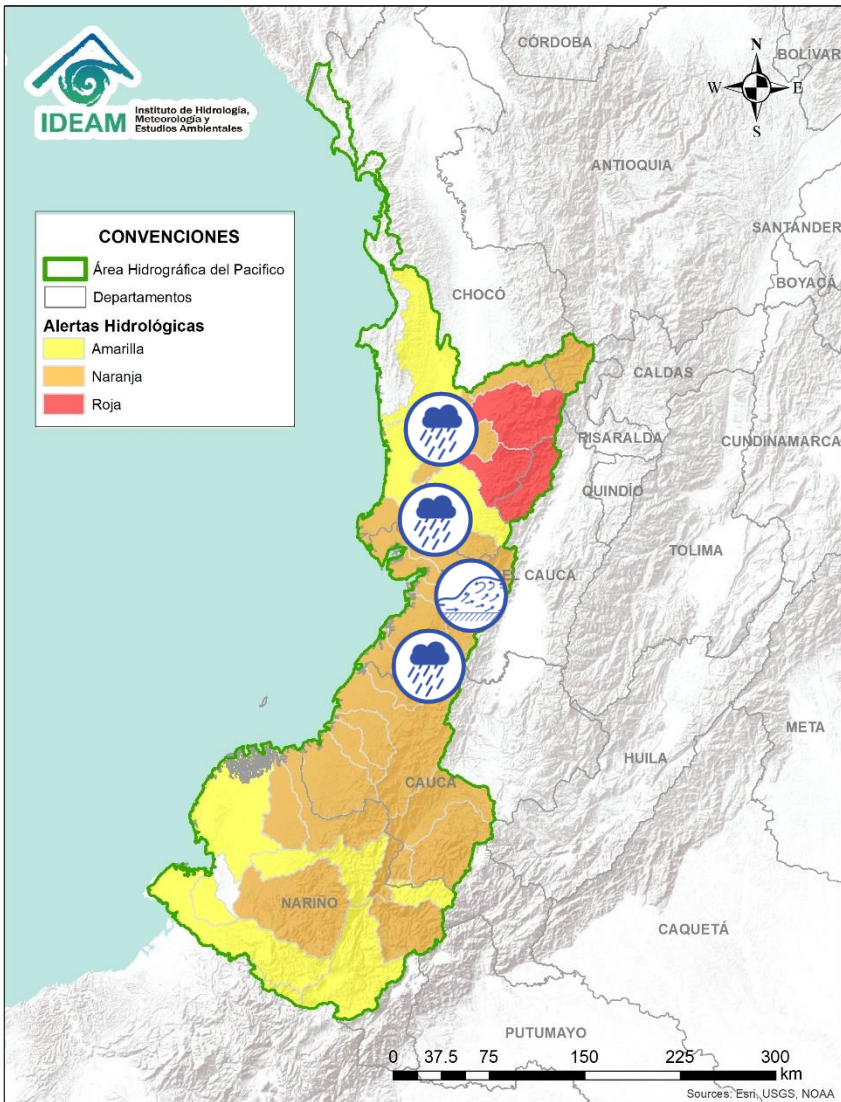 IDEAM
Instituto de Hidrología,
Meteorología y
Estudios Ambientales
CÓRDOBA
BOLÍVAR
N
W
E
S
ANTIOQUIA
SANTANDER
BOYACÁ
CONVENCIONES
Área Hidrográfica del Pacifico
Departamentos
Alertas Hidrológicas
Amarilla
Naranja
Roja
CHOCÓ
CALDAS
RISARALDA
CUNDINAMARCA
QUINDÍO
TOLIMA
EL CAUCA
META
HUILA
CAUCA
NARIÑO
CAQUETÁ
PUTUMAYO
0 37.5 75 150 225 300
km
Sources: Esri, USGS, NOAA